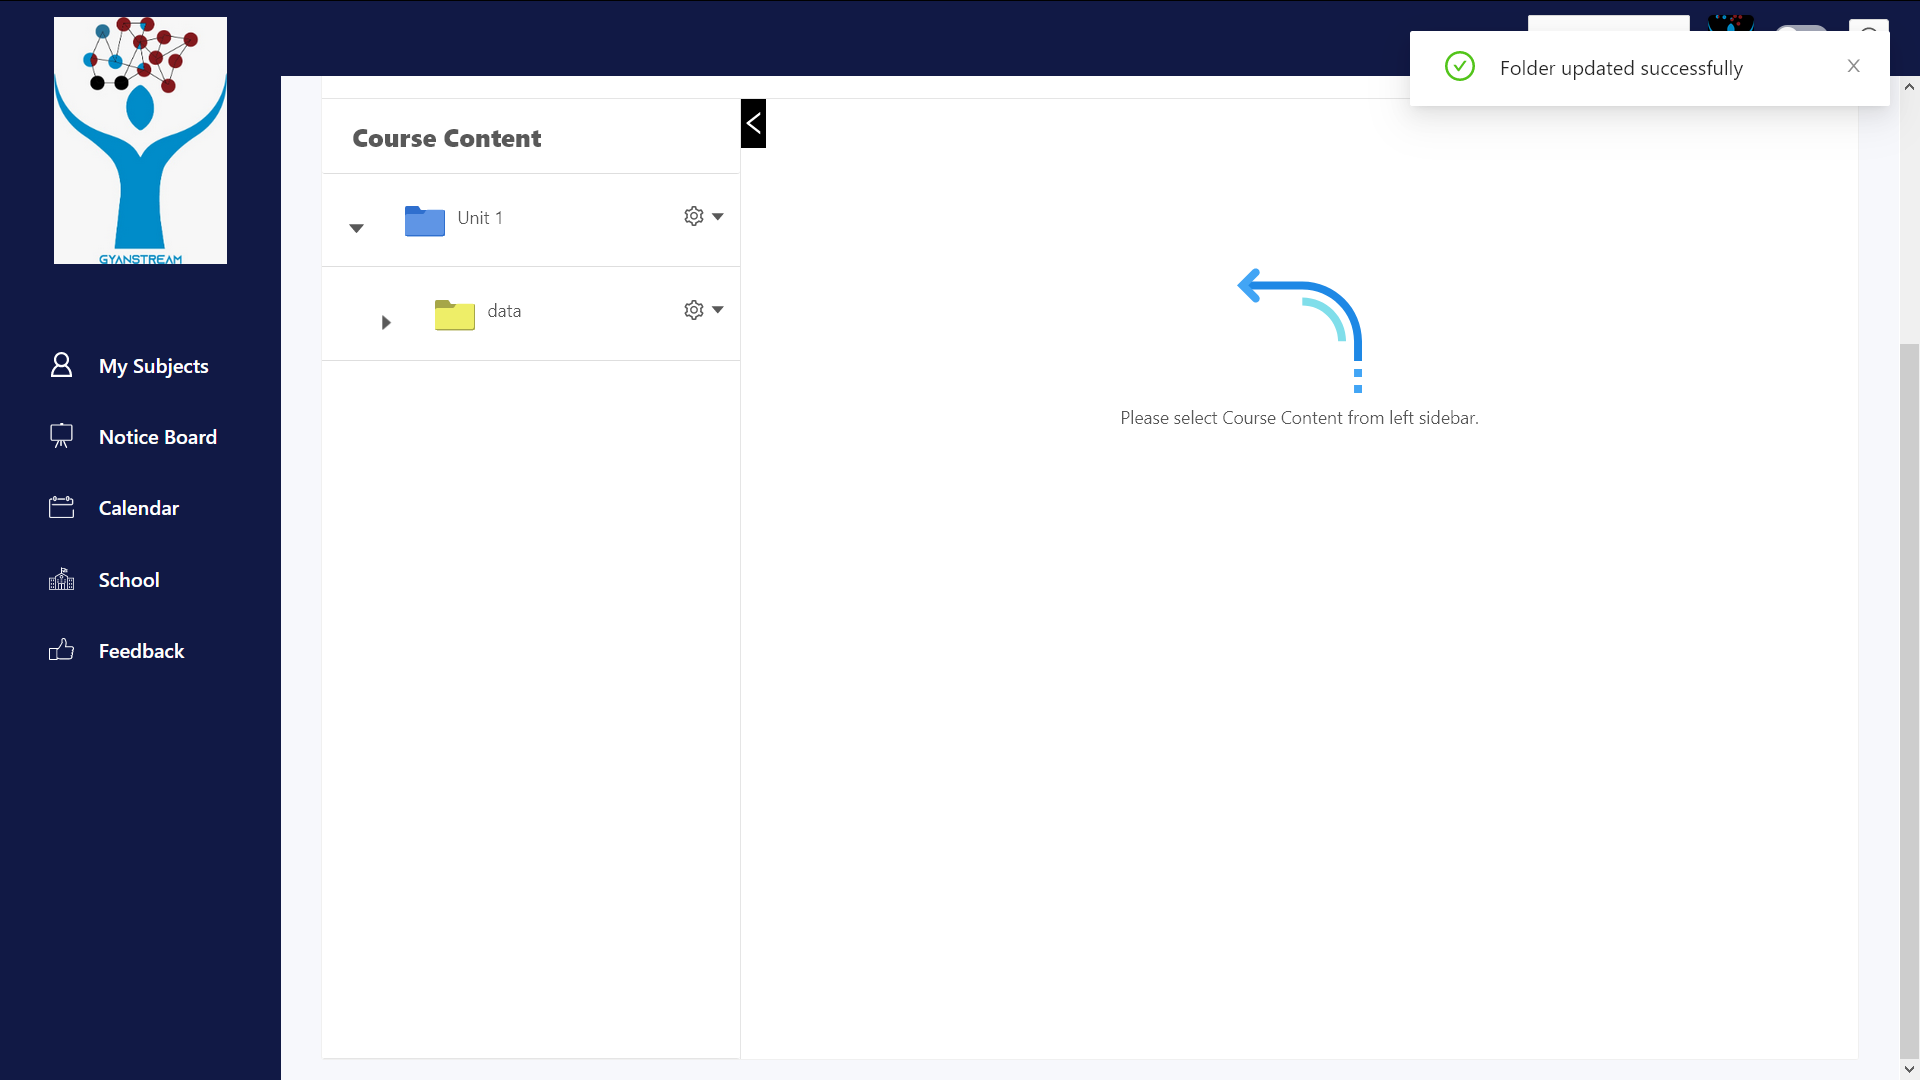 GYANSTREAM
Folder updated successfully
Course Content
Unit 1
data
My Subjects
Notice Board
Calendar
School
Feedback
Please select Course Content from left sidebar.